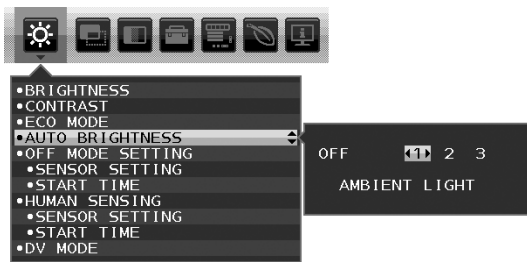 •BRIGHTNESS
•CONTRAST
•ECO MODE
•AUTO BRIGHTNESS
•OFF MODE SETTING
•SENSOR SETTING
•START TIME
•HUMAN SENSING
•SENSOR SETTING
•START TIME
•DV MODE
OFF 1 2 3
AMBIENT LIGHT